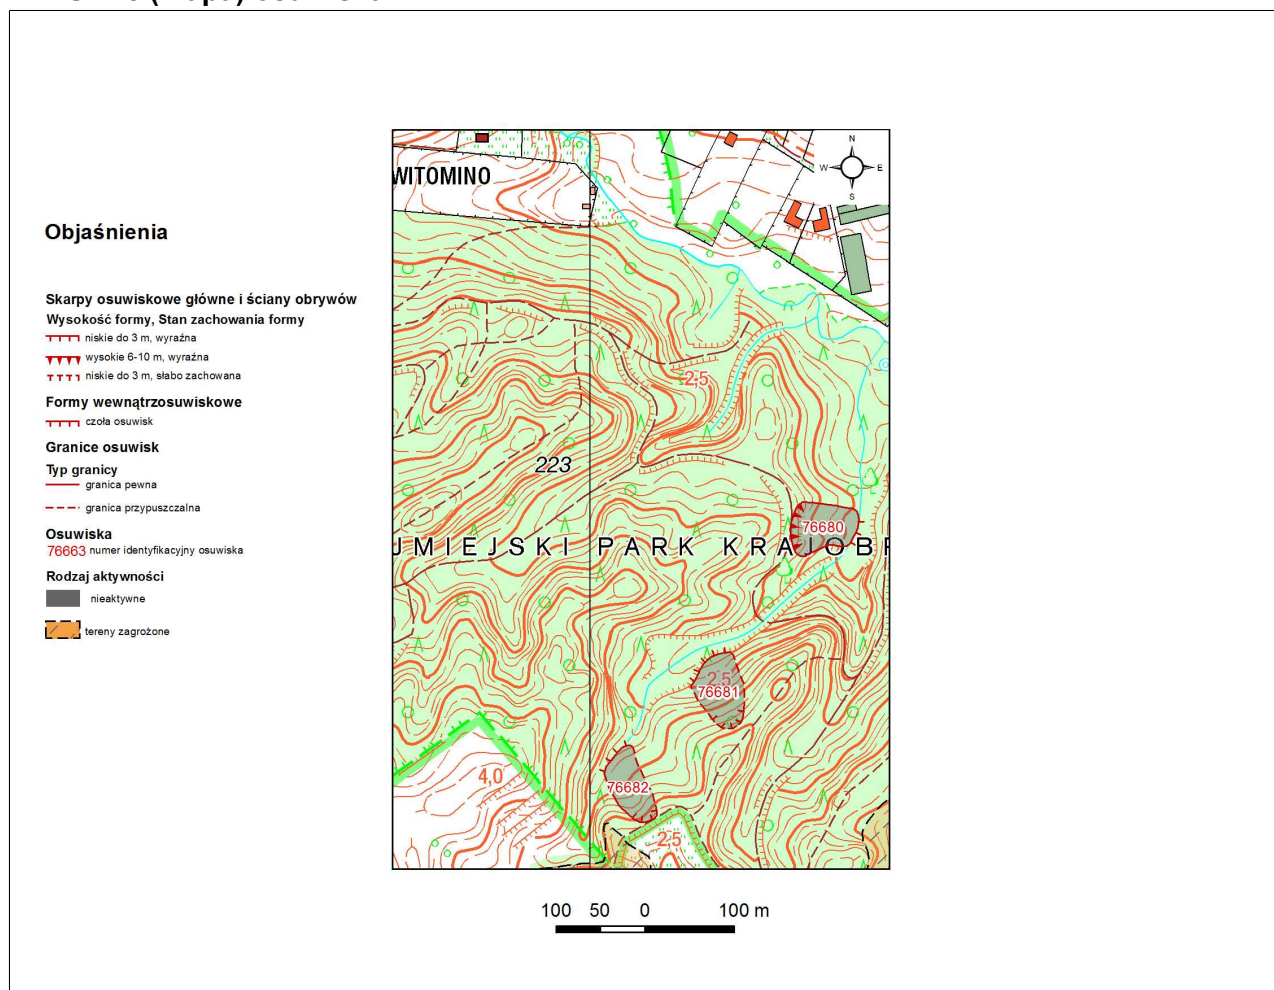 WITOMINO
N
W
E
S
Objaśnienia
Skarpy osuwiskowe główne i ściany obrywów
Wysokość formy, Stan zachowania formy
niskie do 3 m, wyraźna
wysokie 6-10 m, wyraźna
niskie do 3 m, słabo zachowana
Formy wewnątrzosuwiskowe
czoła osuwisk
Granice osuwisk
Typ granicy
granica pewna
granica przypuszczalna
Osuwiska
76663 numer identyfikacyjny osuwiska
Rodzaj aktywności
nieaktywne
tereny zagrożone
2,5
223
76680
JMIEJSKI PARK KRAJOBR
2,5
76681
4,0
76682
2,5
100 50 0 100 m